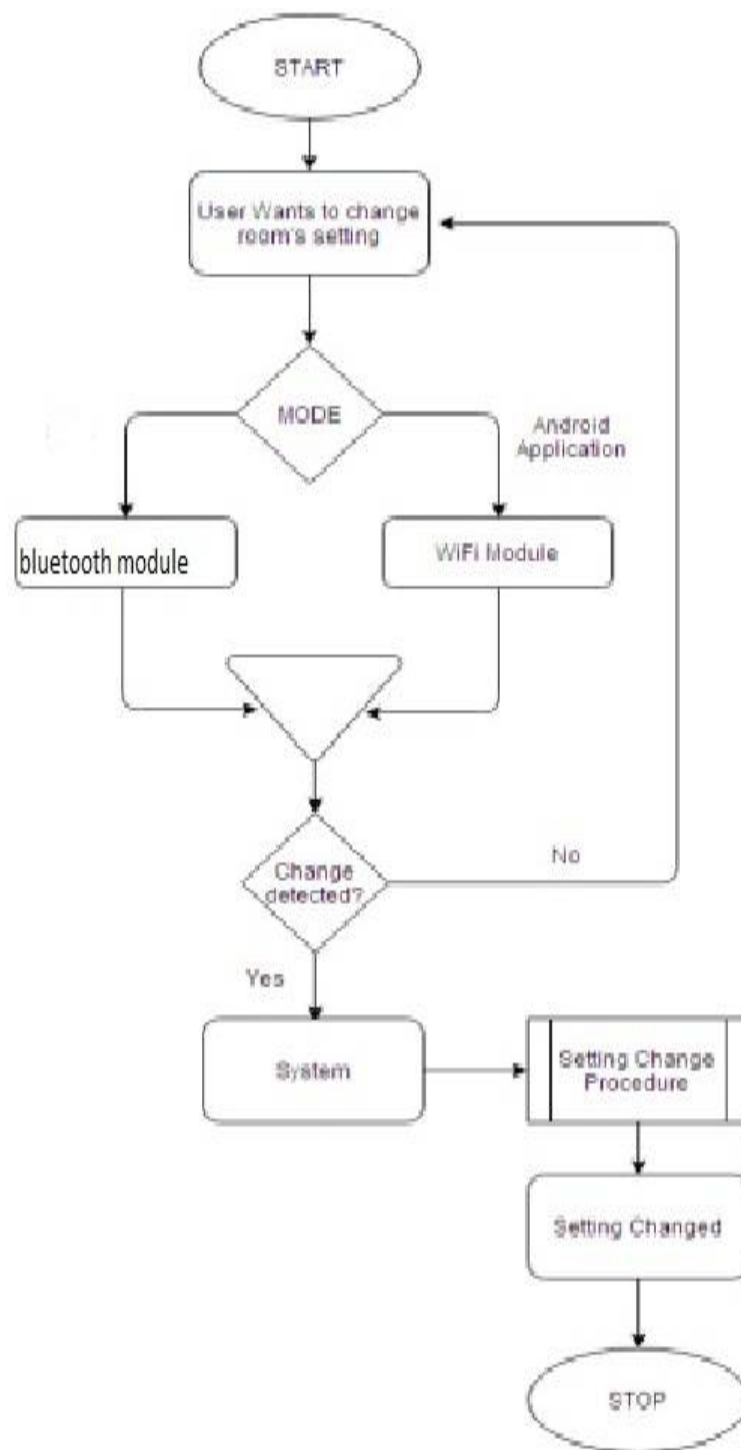 START
User Wants to change
room's setting
MODE
Android
Application
bluetooth module
WiFi Module
Change
detected?
No
Yes
System
Setting Change
Procedure
Setting Changed
STOP